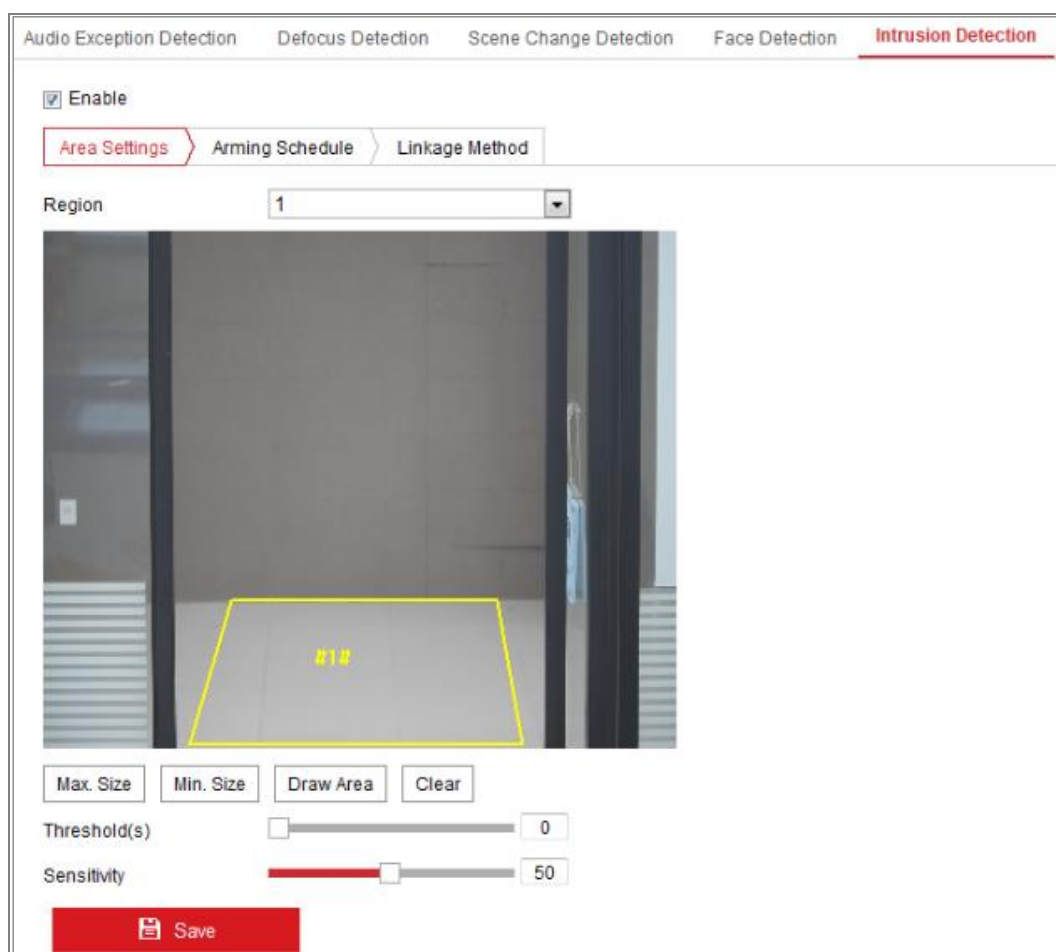 Audio Exception Detection Defocus Detection Scene Change Detection Face Detection Intrusion Detection
Enable
Area Settings Arming Schedule Linkage Method
Region 1
#1#
Max. Size Min. Size Draw Area Clear
Threshold(s) 0
Sensitivity 50
Save